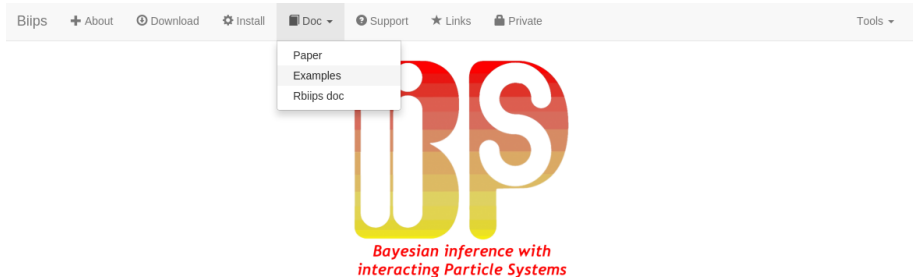 Biips About Download Install Doc Support Links Private Tools
Paper
Examples
Rbiips doc
BiiPS
Bayesian inference with
interacting Particle Systems